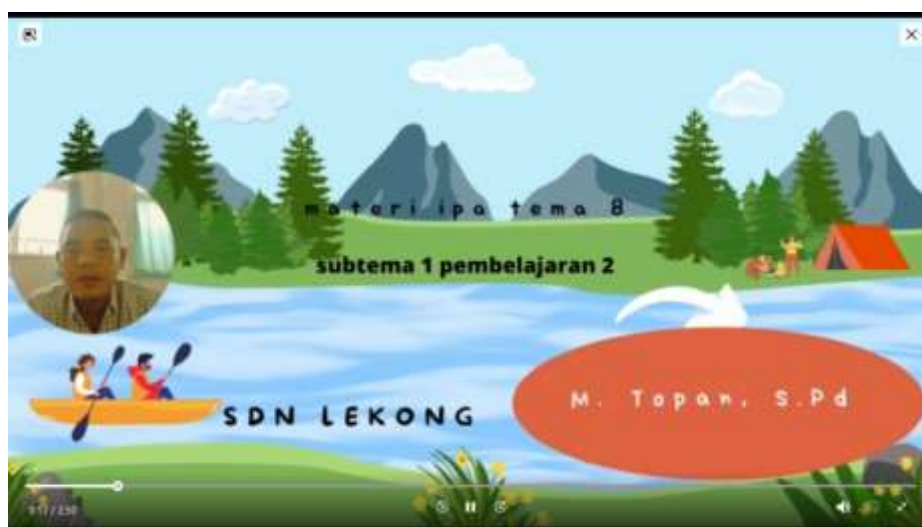 materi ipa tema 8
subtema 1 pembelajaran 2
SDN LEKONG
M. Topan, S.Pd